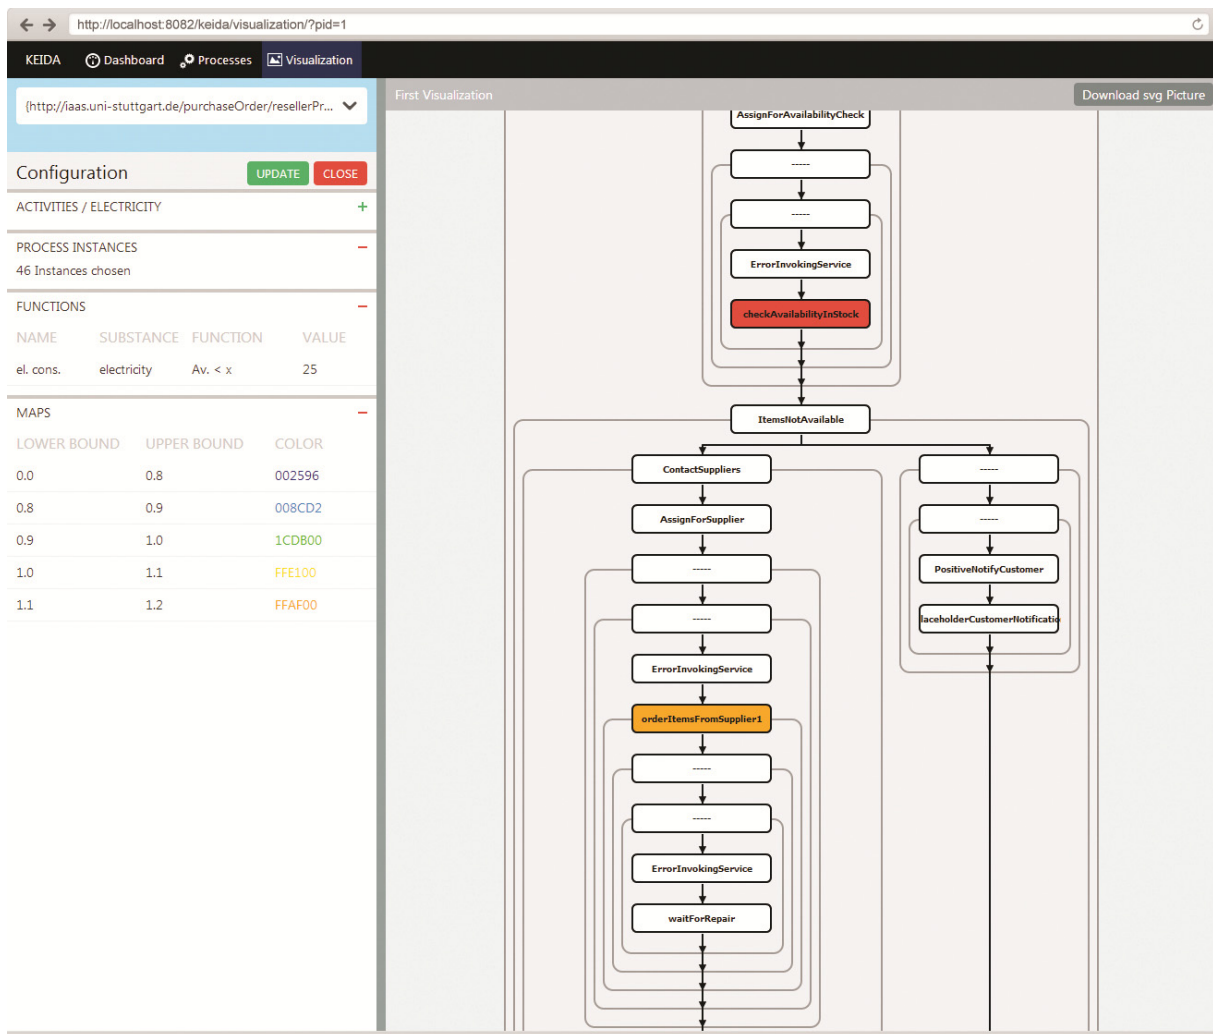 http://localhost:8082/keida/visualization/?pid=1
KEIDA Dashboard Processes Visualization
{http://iaas.uni-stuttgart.de/purchaseOrder/resellerPr...
Configuration UPDATE CLOSE
ACTIVITIES / ELECTRICITY +
PROCESS INSTANCES −
46 Instances chosen
FUNCTIONS −
NAME SUBSTANCE FUNCTION VALUE
el. cons. electricity Av. < x 25
MAPS −
LOWER BOUND UPPER BOUND COLOR
0.0 0.8 002596
0.8 0.9 008CD2
0.9 1.0 1CDB00
1.0 1.1 FFE100
1.1 1.2 FFAF00
First Visualization Download svg Picture
AssignForAvailabilityCheck
-----
-----
ErrorInvokingService
checkAvailabilityInStock
ItemsNotAvailable
ContactSuppliers
AssignForSupplier
-----
-----
ErrorInvokingService
orderItemsFromSupplier1
-----
-----
ErrorInvokingService
waitForRepair
-----
-----
PositiveNotifyCustomer
laceholderCustomerNotificatio